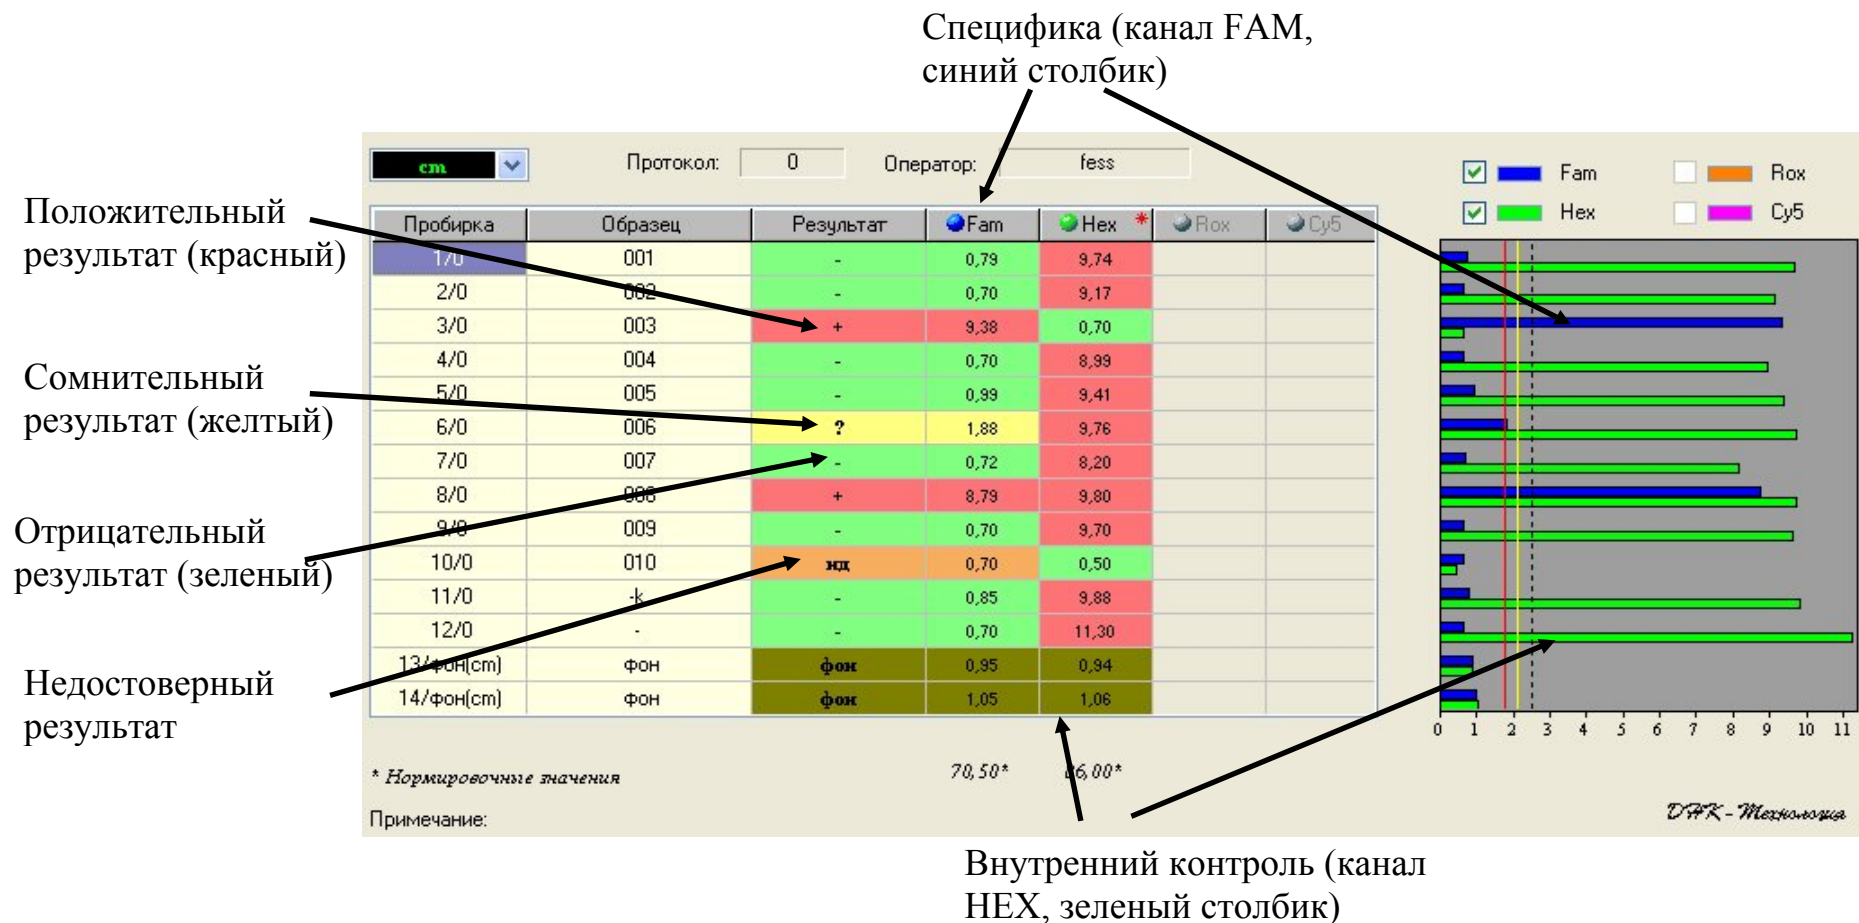 Специфика (канал FAM,
синий столбик)
cm Протокол: 0 Оператор: fess
Fam Rox
Hex Cy5
Положительный
результат (красный)
Сомнительный
результат (желтый)
Отрицательный
результат (зеленый)
Недостоверный
результат
Пробирка Образец Результат Fam Hex * Rox Cy5
1/0 001 - 0,79 9,74
2/0 002 - 0,70 9,17
3/0 003 + 9,38 0,70
4/0 004 - 0,70 8,99
5/0 005 - 0,99 9,41
6/0 006 ? 1,88 9,76
7/0 007 - 0,72 8,20
8/0 008 + 8,79 9,80
9/0 009 - 0,70 9,70
10/0 010 нд 0,70 0,50
11/0 -k - 0,85 9,88
12/0 - - 0,70 11,30
13/фон(cm) фон фон 0,95 0,94
14/фон(cm) фон фон 1,05 1,06
0 1 2 3 4 5 6 7 8 9 10 11
* Нормировочные значения 70,50*
Примечание:
ДНК-Технология
Внутренний контроль (канал
HEX, зеленый столбик)